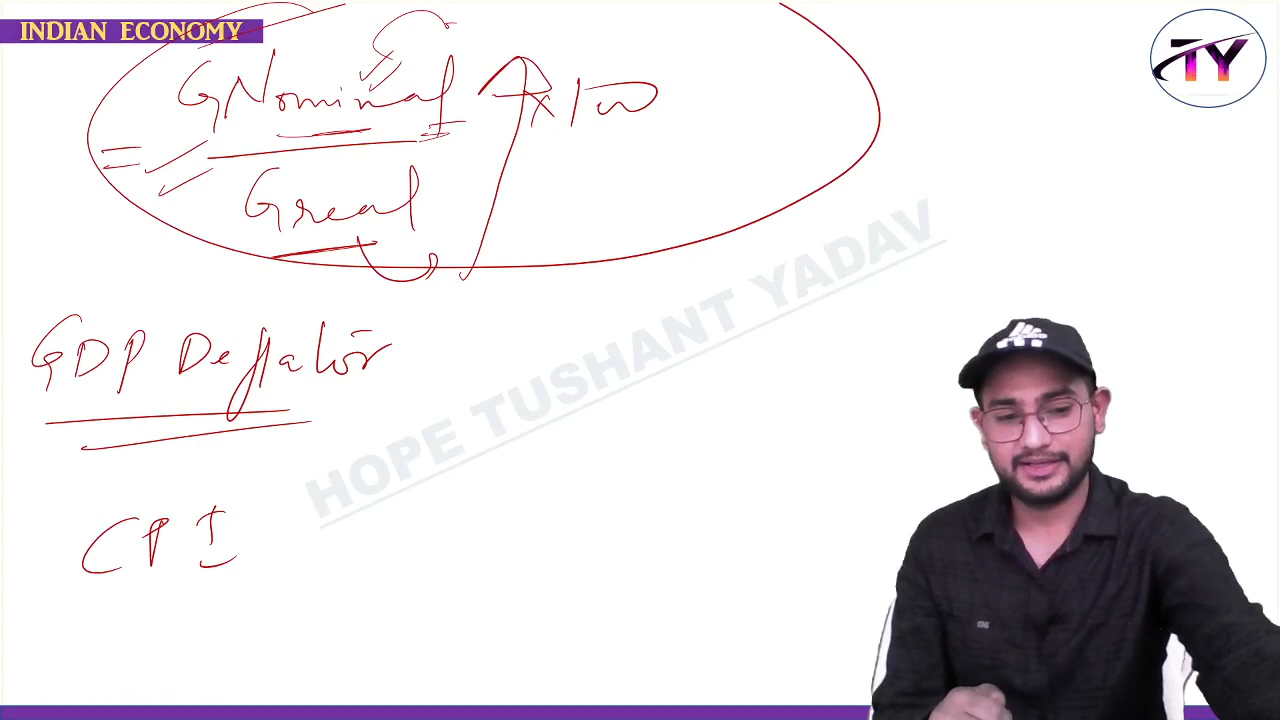 INDIAN ECONOMY
TY
GNominal x 100
Greal
GDP Deflator
HOPE TUSHANT YADAV
CPI